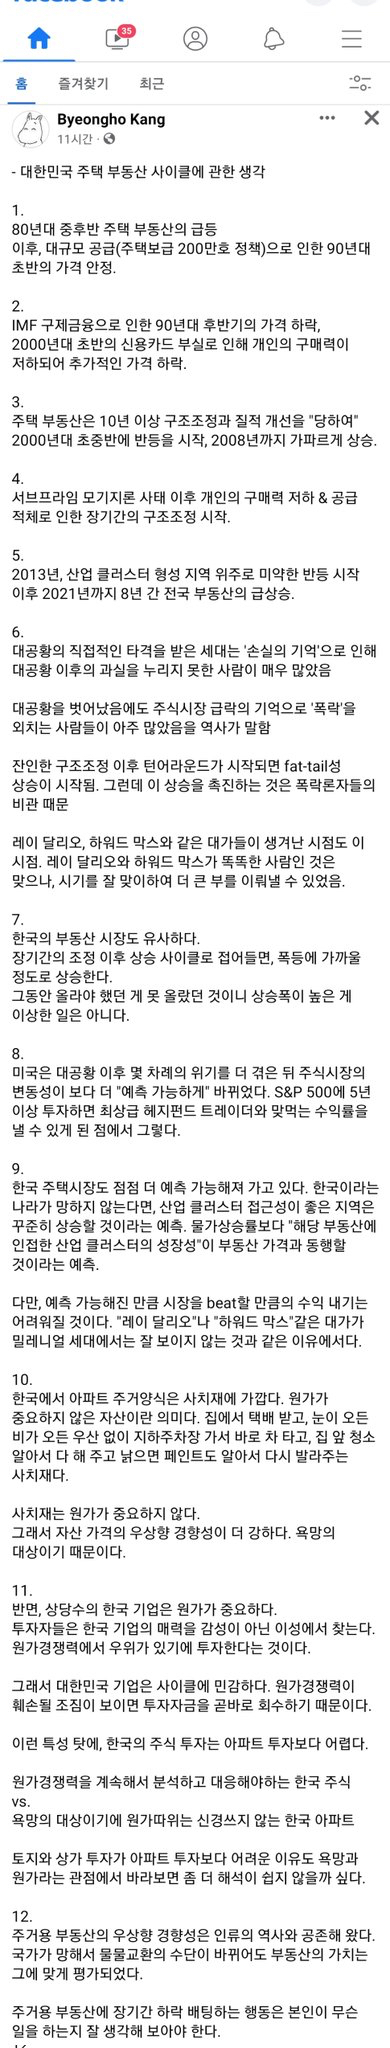 facebook
35
홈 즐겨찾기 최근
Byeongho Kang
11시간 ·
- 대한민국 주택 부동산 사이클에 관한 생각
1.
80년대 중후반 주택 부동산의 급등
이후, 대규모 공급(주택보급 200만호 정책)으로 인한 90년대
초반의 가격 안정.
2.
IMF 구제금융으로 인한 90년대 후반기의 가격 하락,
2000년대 초반의 신용카드 부실로 인해 개인의 구매력이
저하되어 추가적인 가격 하락.
3.
주택 부동산은 10년 이상 구조조정과 질적 개선을 "당하여"
2000년대 초중반에 반등을 시작, 2008년까지 가파르게 상승.
4.
서브프라임 모기지론 사태 이후 개인의 구매력 저하 & 공급
적체로 인한 장기간의 구조조정 시작.
5.
2013년, 산업 클러스터 형성 지역 위주로 미약한 반등 시작
이후 2021년까지 8년 간 전국 부동산의 급상승.
6.
대공황의 직접적인 타격을 받은 세대는 '손실의 기억'으로 인해
대공황 이후의 과실을 누리지 못한 사람이 매우 많았음
대공황을 벗어났음에도 주식시장 급락의 기억으로 '폭락'을
외치는 사람들이 아주 많았음을 역사가 말함
잔인한 구조조정 이후 턴어라운드가 시작되면 fat-tail성
상승이 시작됨. 그런데 이 상승을 촉진하는 것은 폭락론자들의
비관 때문
레이 달리오, 하워드 막스와 같은 대가들이 생겨난 시점도 이
시점. 레이 달리오와 하워드 막스가 똑똑한 사람인 것은
맞으나, 시기를 잘 맞이하여 더 큰 부를 이뤄낼 수 있었음.
7.
한국의 부동산 시장도 유사하다.
장기간의 조정 이후 상승 사이클로 접어들면, 폭등에 가까울
정도로 상승한다.
그동안 올라야 했던 게 못 올랐던 것이니 상승폭이 높은 게
이상한 일은 아니다.
8.
미국은 대공황 이후 몇 차례의 위기를 더 겪은 뒤 주식시장의
변동성이 보다 더 "예측 가능하게" 바뀌었다. S&P 500에 5년
이상 투자하면 최상급 헤지펀드 트레이더와 맞먹는 수익률을
낼 수 있게 된 점에서 그렇다.
9.
한국 주택시장도 점점 더 예측 가능해져 가고 있다. 한국이라는
나라가 망하지 않는다면, 산업 클러스터 접근성이 좋은 지역은
꾸준히 상승할 것이라는 예측. 물가상승률보다 "해당 부동산에
인접한 산업 클러스터의 성장성"이 부동산 가격과 동행할
것이라는 예측.
다만, 예측 가능해진 만큼 시장을 beat할 만큼의 수익 내기는
어려워질 것이다. "레이 달리오"나 "하워드 막스"같은 대가가
밀레니얼 세대에서는 잘 보이지 않는 것과 같은 이유에서다.
10.
한국에서 아파트 주거양식은 사치재에 가깝다. 원가가
중요하지 않은 자산이란 의미다. 집에서 택배 받고, 눈이 오든
비가 오든 우산 없이 지하주차장 가서 바로 차 타고, 집 앞 청소
알아서 다 해 주고 낡으면 페인트도 알아서 다시 발라주는
사치재다.
사치재는 원가가 중요하지 않다.
그래서 자산 가격의 우상향 경향성이 더 강하다. 욕망의
대상이기 때문이다.
11.
반면, 상당수의 한국 기업은 원가가 중요하다.
투자자들은 한국 기업의 매력을 감성이 아닌 이성에서 찾는다.
원가경쟁력에서 우위가 있기에 투자한다는 것이다.
그래서 대한민국 기업은 사이클에 민감하다. 원가경쟁력이
훼손될 조짐이 보이면 투자자금을 곧바로 회수하기 때문이다.
이런 특성 탓에, 한국의 주식 투자는 아파트 투자보다 어렵다.
원가경쟁력을 계속해서 분석하고 대응해야하는 한국 주식
vs.
욕망의 대상이기에 원가따위는 신경쓰지 않는 한국 아파트
토지와 상가 투자가 아파트 투자보다 어려운 이유도 욕망과
원가라는 관점에서 바라보면 좀 더 해석이 쉽지 않을까 싶다.
12.
주거용 부동산의 우상향 경향성은 인류의 역사와 공존해 왔다.
국가가 망해서 물물교환의 수단이 바뀌어도 부동산의 가치는
그에 맞게 평가되었다.
주거용 부동산에 장기간 하락 배팅하는 행동은 본인이 무슨
일을 하는지 잘 생각해 보아야 한다.